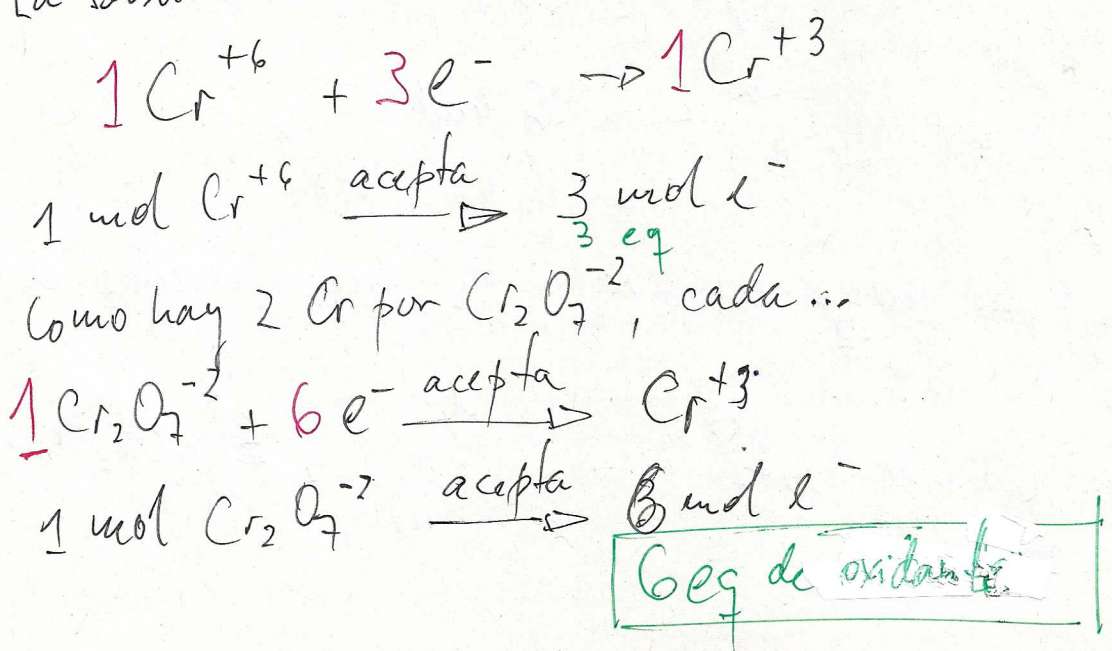 La
1 Cr⁺⁶ + 3 e⁻ → 1 Cr⁺³
1 mol Cr⁺⁶ acepta → 3 mol e⁻
3 eq
Como hay 2 Cr por Cr₂O₇⁻², cada...
1 Cr₂O₇⁻² + 6 e⁻ acepta → Cr⁺³
1 mol Cr₂O₇⁻² acepta → 6 mol e⁻
6 eq de oxidante